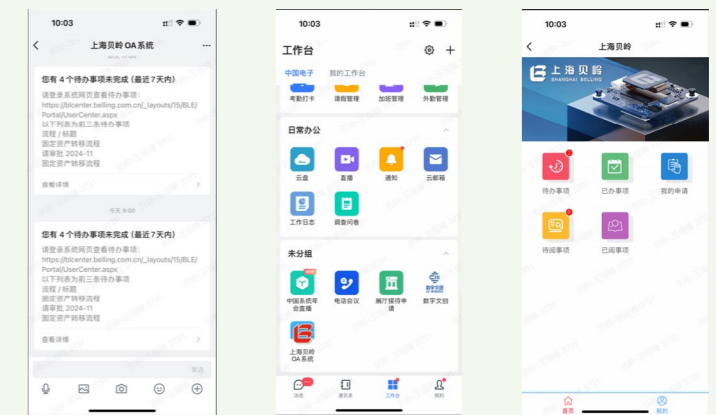 10:03
上海贝岭OA系统
您有 4 个待办事项未完成 (最近7天内)
请登录系统网页查看待办事项:
https://blcenter.belling.com.cn/_layouts/15/BLE/
Portal/UserCenter.aspx
以下列表为前三条待办事项
流程 / 标题
固定资产转移流程
请审批 2024-11
固定资产转移流程
查看详情
今天 9:00
您有 4 个待办事项未完成 (最近7天内)
请登录系统网页查看待办事项:
https://blcenter.belling.com.cn/_layouts/15/BLE/
Portal/UserCenter.aspx
以下列表为前三条待办事项
流程 / 标题
固定资产转移流程
请审批 2024-11
固定资产转移流程
查看详情
发送
10:03
工作台
中国电子 我的工作台
考勤打卡 请假管理 加班管理 外勤管理
日常办公
云盘 直播 通知 云邮箱
工作日志 调查问卷
未分组
中国系统年会直播
电话会议
展厅接待申请
数字文创
上海贝岭OA系统
消息 通讯录 工作台 我的
10:03
上海贝岭
上海贝岭
SHANGHAI BELLING
待办事项 已办事项 我的申请
待阅事项 已阅事项
首页 我的